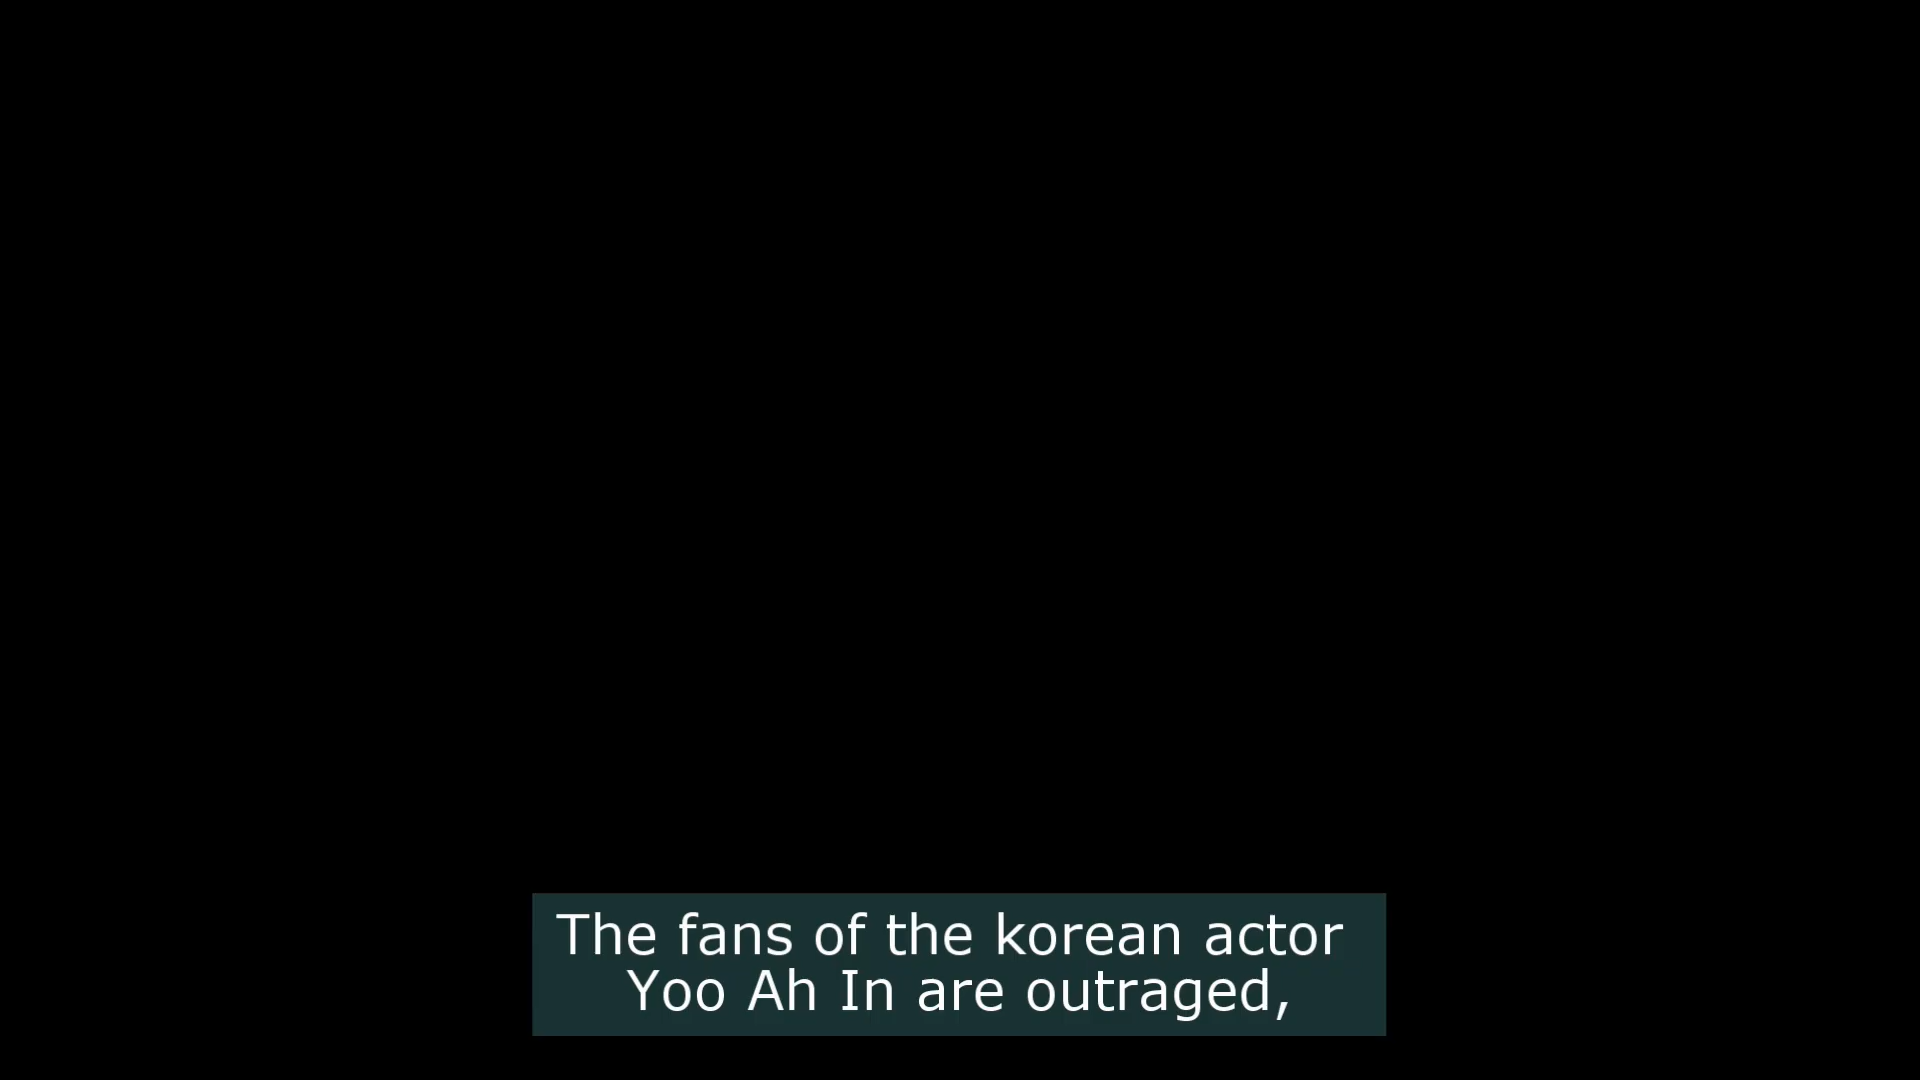 The fans of the korean actor
Yoo Ah In are outraged,